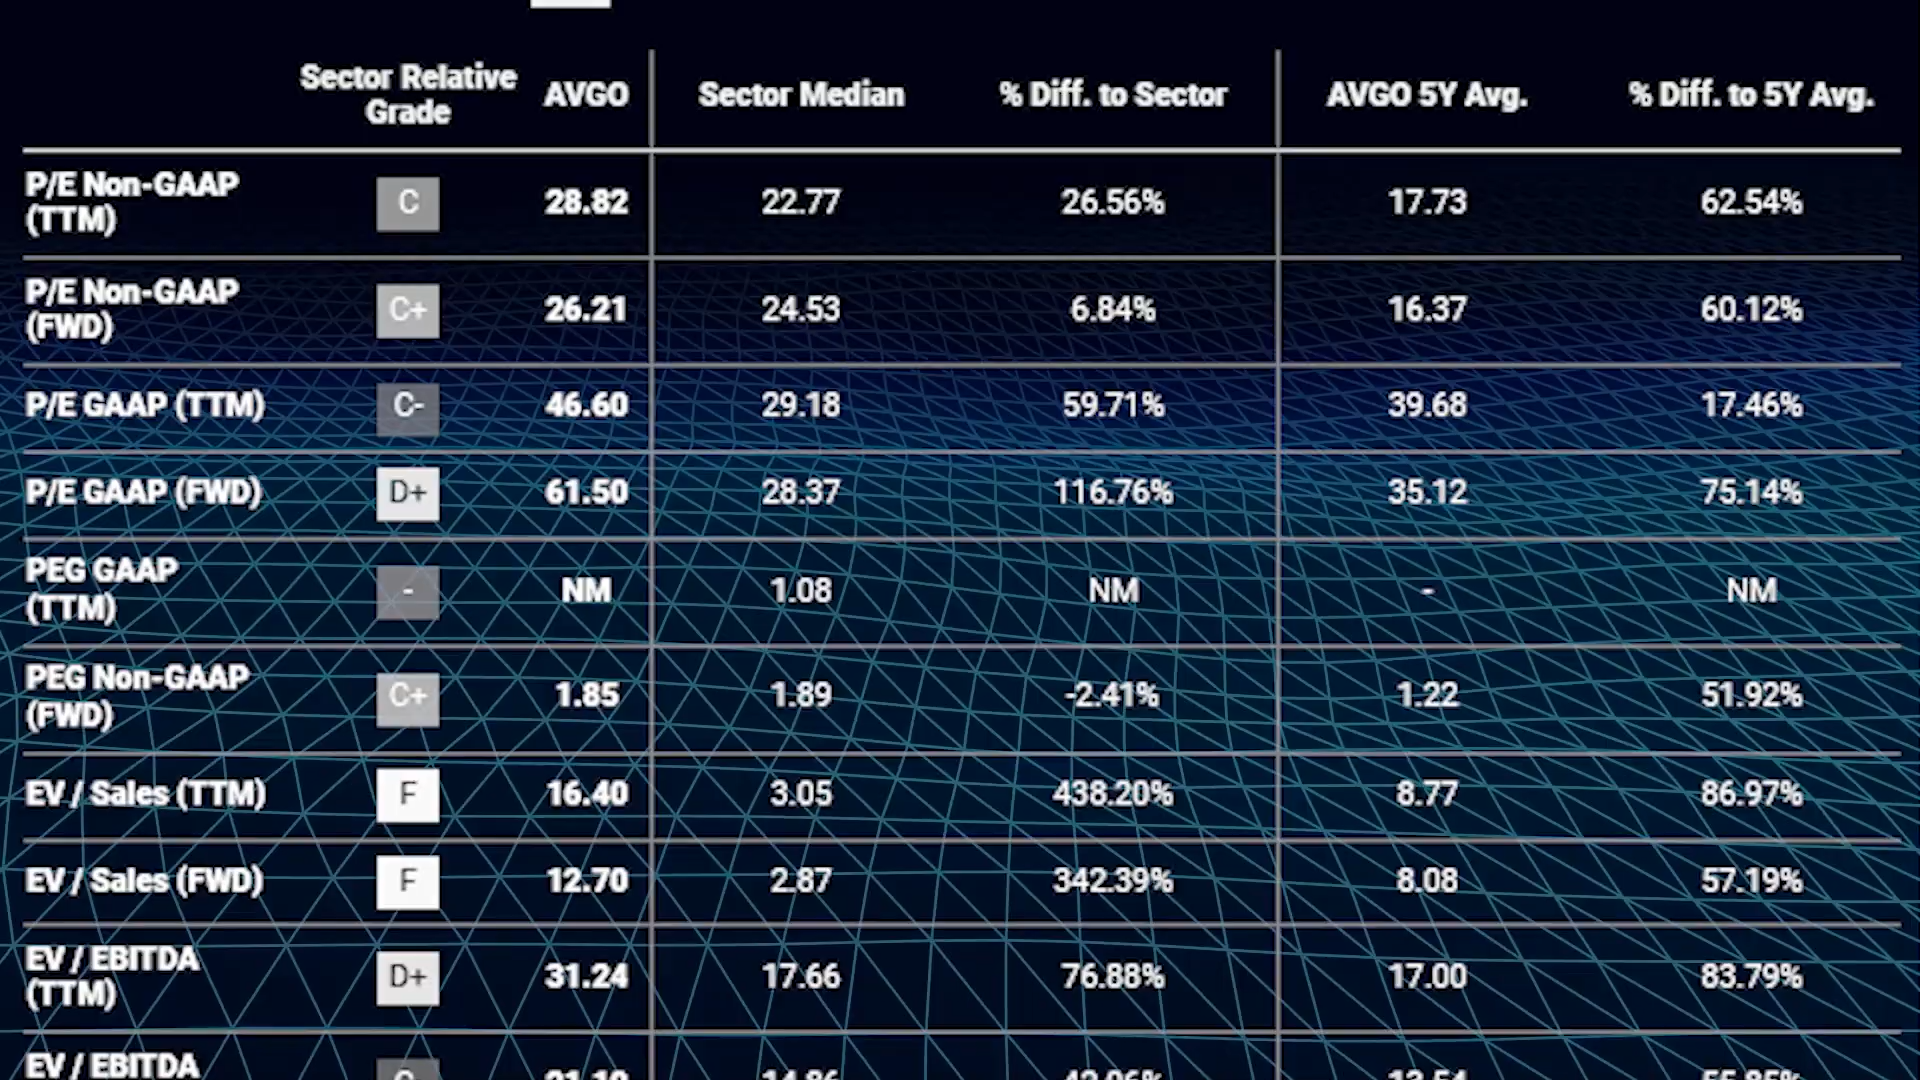 Sector Relative
Grade
AVGO
Sector Median
% Diff. to Sector
AVGO 5Y Avg.
% Diff. to 5Y Avg.
P/E Non-GAAP
(TTM)
C
28.82
22.77
26.56%
17.73
62.54%
P/E Non-GAAP
(FWD)
C+
26.21
24.53
6.84%
16.37
60.12%
P/E GAAP (TTM)
C-
46.60
29.18
59.71%
39.68
17.46%
P/E GAAP (FWD)
D+
61.50
28.37
116.76%
35.12
75.14%
PEG GAAP
(TTM)
-
NM
1.08
NM
-
NM
PEG Non-GAAP
(FWD)
C+
1.85
1.89
-2.41%
1.22
51.92%
EV / Sales (TTM)
F
16.40
3.05
438.20%
8.77
86.97%
EV / Sales (FWD)
F
12.70
2.87
342.39%
8.08
57.19%
EV / EBITDA
(TTM)
D+
31.24
17.66
76.88%
17.00
83.79%
EV / EBITDA